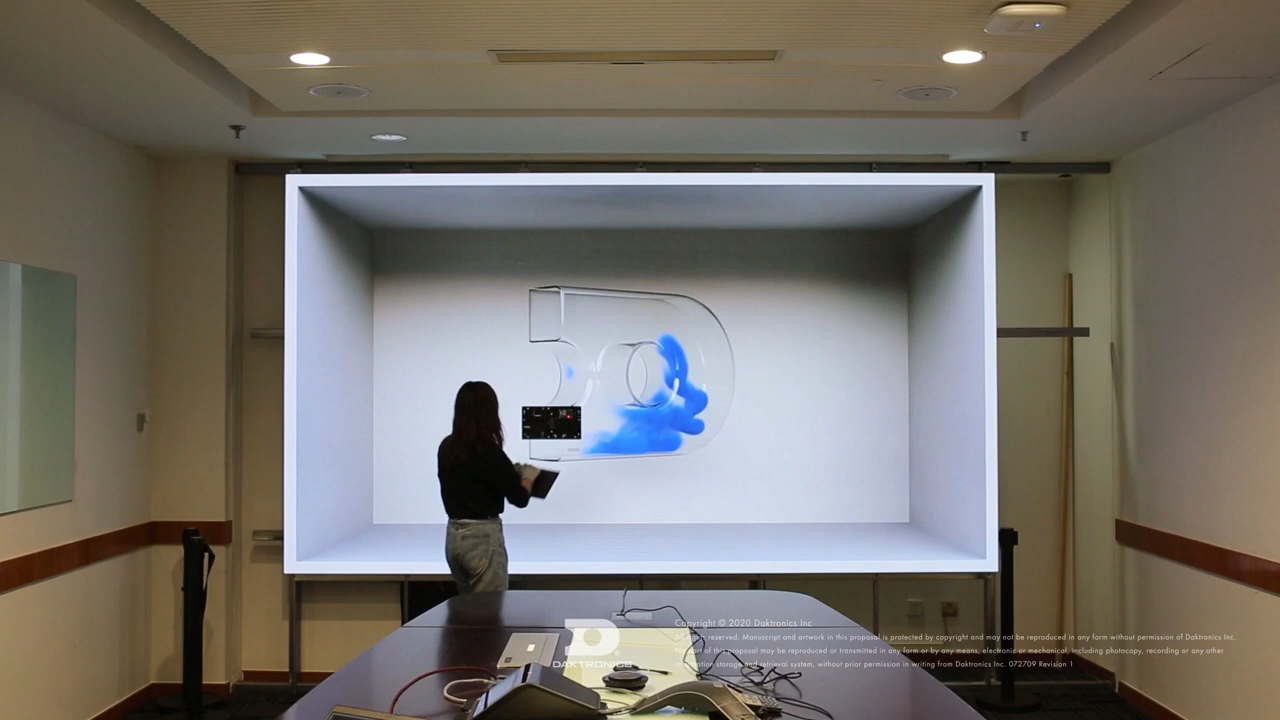 Copyright © 2020 Daktronics Inc
All rights reserved. Manuscript and artwork in this proposal is protected by copyright and may not be reproduced in any form without permission of Daktronics Inc.
No part of this proposal may be reproduced or transmitted in any form or by any means, electronic or mechanical, including photocopy, recording or any other
information storage and retrieval system, without prior permission in writing from Daktronics Inc. 072709 Revision 1
DAKTRONICS